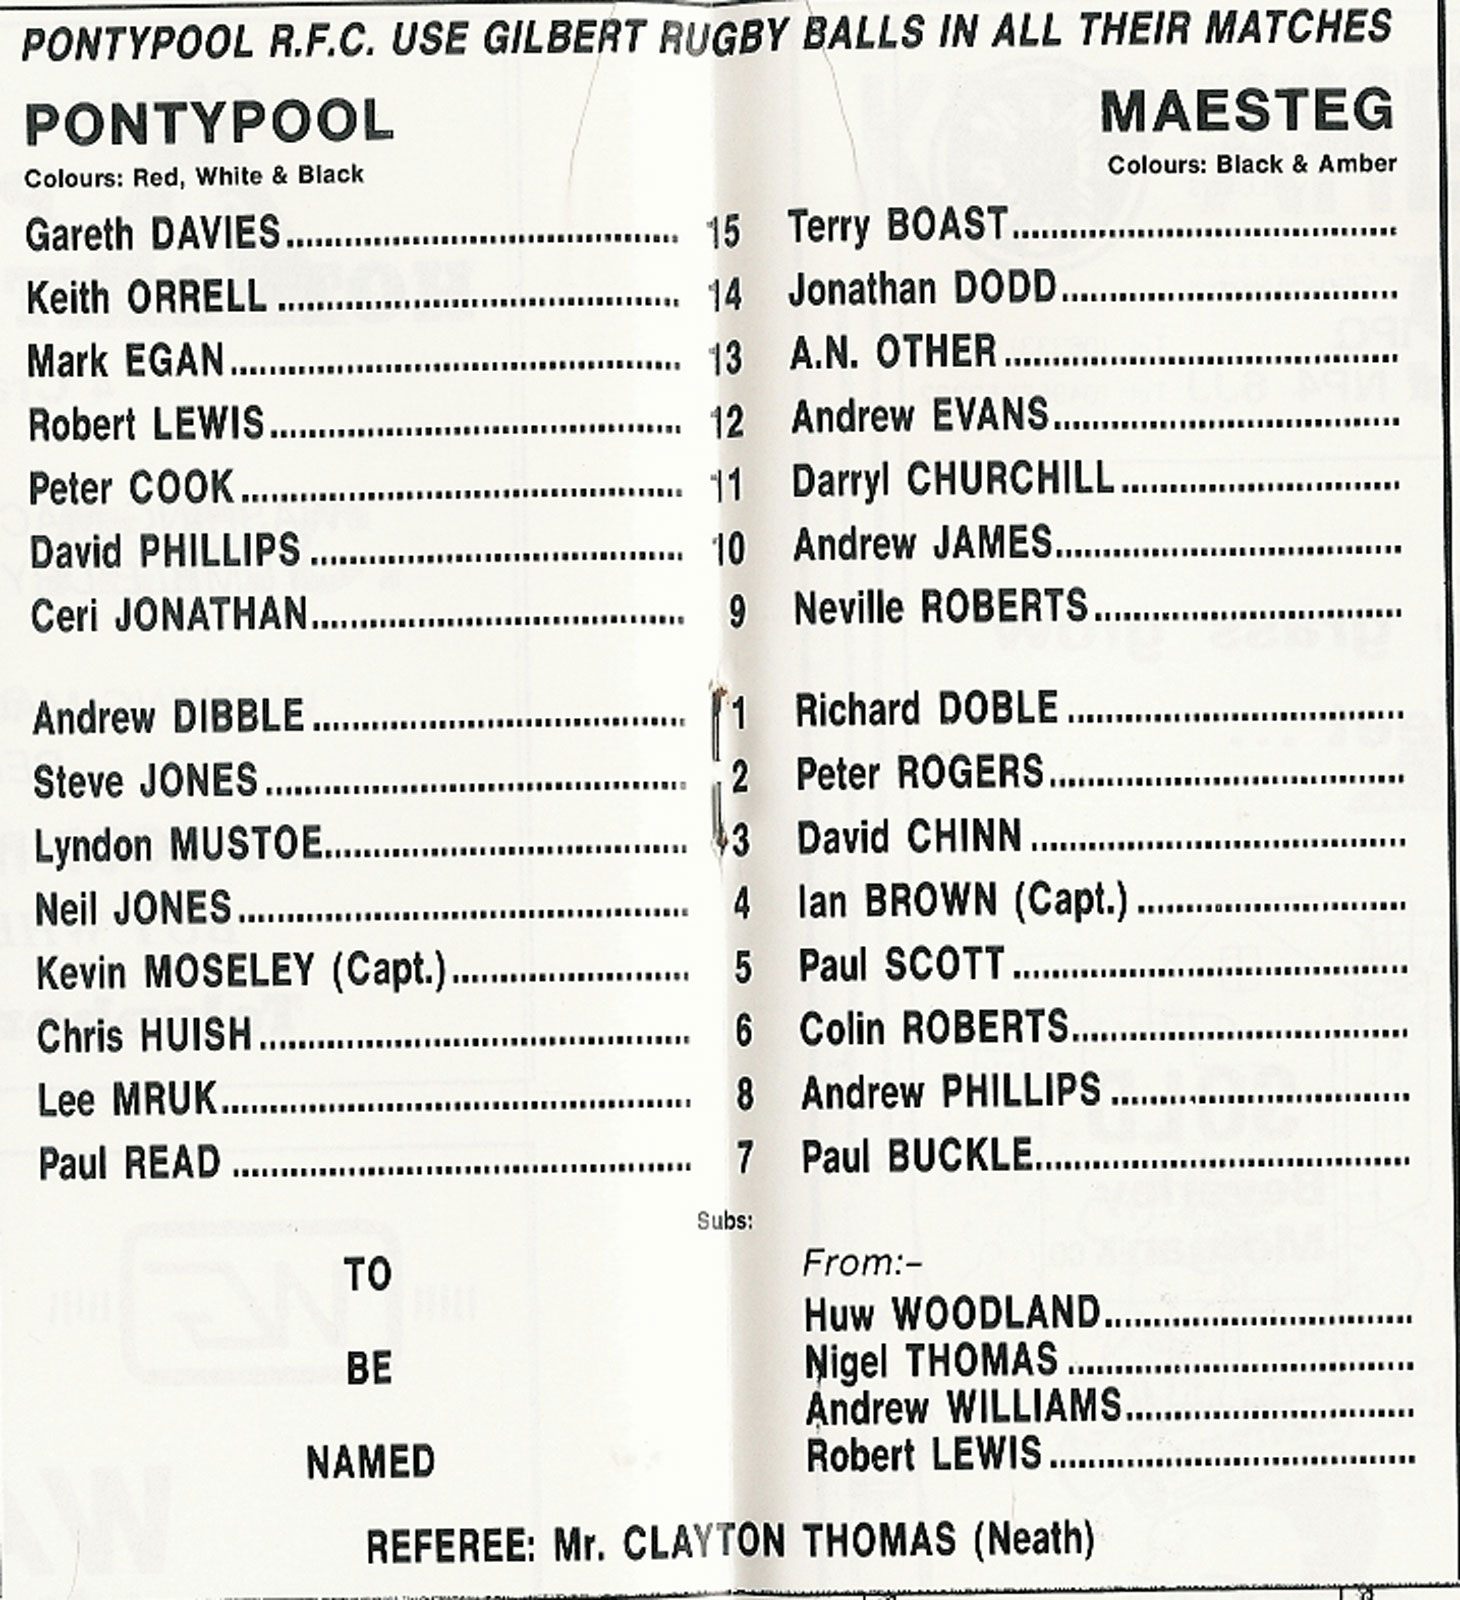 PONTYPOOL R.F.C. USE GILBERT RUGBY BALLS IN ALL THEIR MATCHES
PONTYPOOL MAESTEG
Colours: Red, White & Black Colours: Black & Amber
Gareth DAVIES 15 Terry BOAST
Keith ORRELL 14 Jonathan DODD
Mark EGAN 13 A.N. OTHER
Robert LEWIS 12 Andrew EVANS
Peter COOK 11 Darryl CHURCHILL
David PHILLIPS 10 Andrew JAMES
Ceri JONATHAN 9 Neville ROBERTS
Andrew DIBBLE 1 Richard DOBLE
Steve JONES 2 Peter ROGERS
Lyndon MUSTOE 3 David CHINN
Neil JONES 4 Ian BROWN (Capt.)
Kevin MOSELEY (Capt.) 5 Paul SCOTT
Chris HUISH 6 Colin ROBERTS
Lee MRUK 8 Andrew PHILLIPS
Paul READ 7 Paul BUCKLE
Subs:
TO
BE
NAMED
From:–
Huw WOODLAND
Nigel THOMAS
Andrew WILLIAMS
Robert LEWIS
REFEREE: Mr. CLAYTON THOMAS (Neath)